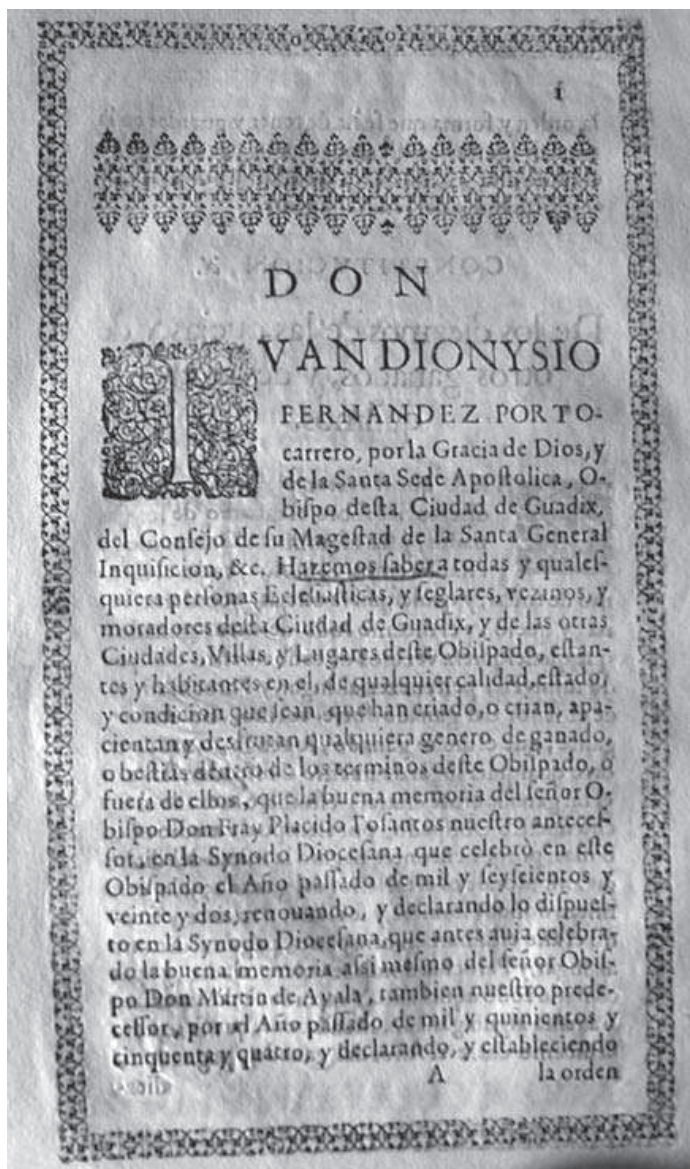 1
DON
IVAN DIONYSIO
FERNANDEZ PORTO-
carrero, por la Gracia de Dios, y
de la Santa Sede Apoſtolica, O-
biſpo deſta Ciudad de Guadix,
del Conſejo de ſu Mageſtad de la Santa General
Inquiſicion, &c. Haremos ſaber a todas y qualeſ-
quiera perſonas Ecleſiaſticas, y ſeglares, vezinos, y
moradores deſta Ciudad de Guadix, y de las otras
Ciudades, Villas, y Lugares deſte Obiſpado, eſtan-
tes y habitantes en el, de qualquier calidad, eſtado,
y condicion que ſean, que han criado, o crian, apa-
cientan y desfrutan qualquiera genero de ganado,
o beſtias dentro de los terminos deſte Obiſpado, o
fuera de ellos, que la buena memoria del ſeñor O-
biſpo Don Fray Placido Toſantos nueſtro anteceſ-
ſor, en la Synodo Dioceſana que celebrò en eſte
Obiſpado el Año paſſado de mil y ſeyſcientos y
veinte y dos, renouando, y declarando lo diſpueſ-
to en la Synodo Dioceſana, que antes auia celebra-
do la buena memoria aſsi meſmo del ſeñor Obiſ-
po Don Martin de Ayala, tambien nueſtro prede-
ceſſor, por el Año paſſado de mil y quinientos y
cinquenta y quatro, y declarando, y eſtableciendo
A la orden